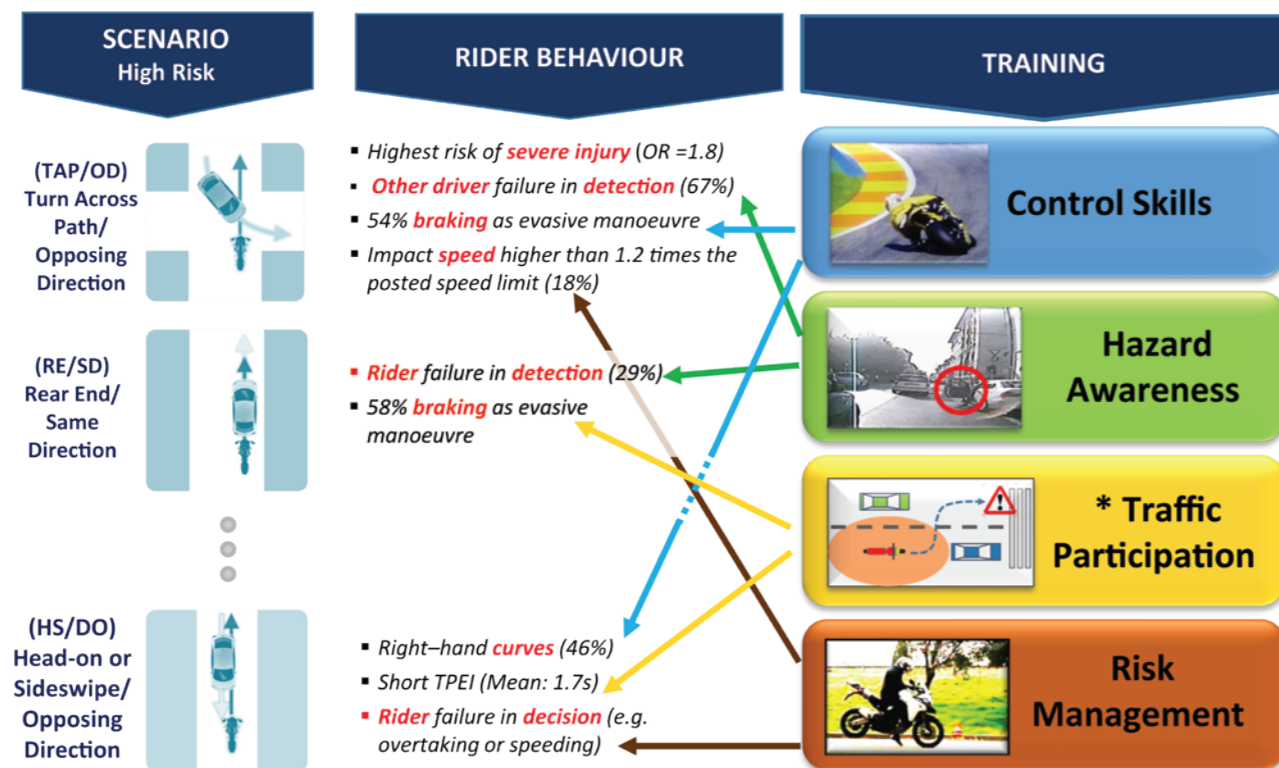 SCENARIO
High Risk
RIDER BEHAVIOUR
TRAINING
(TAP/OD)
Turn Across
Path/
Opposing
Direction
▪ Highest risk of severe injury (OR =1.8)
▪ Other driver failure in detection (67%)
▪ 54% braking as evasive manoeuvre
▪ Impact speed higher than 1.2 times the
posted speed limit (18%)
Control Skills
(RE/SD)
Rear End/
Same
Direction
▪ Rider failure in detection (29%)
▪ 58% braking as evasive
manoeuvre
Hazard
Awareness
* Traffic
Participation
(HS/DO)
Head-on or
Sideswipe/
Opposing
Direction
▪ Right–hand curves (46%)
▪ Short TPEI (Mean: 1.7s)
▪ Rider failure in decision (e.g.
overtaking or speeding)
Risk
Management